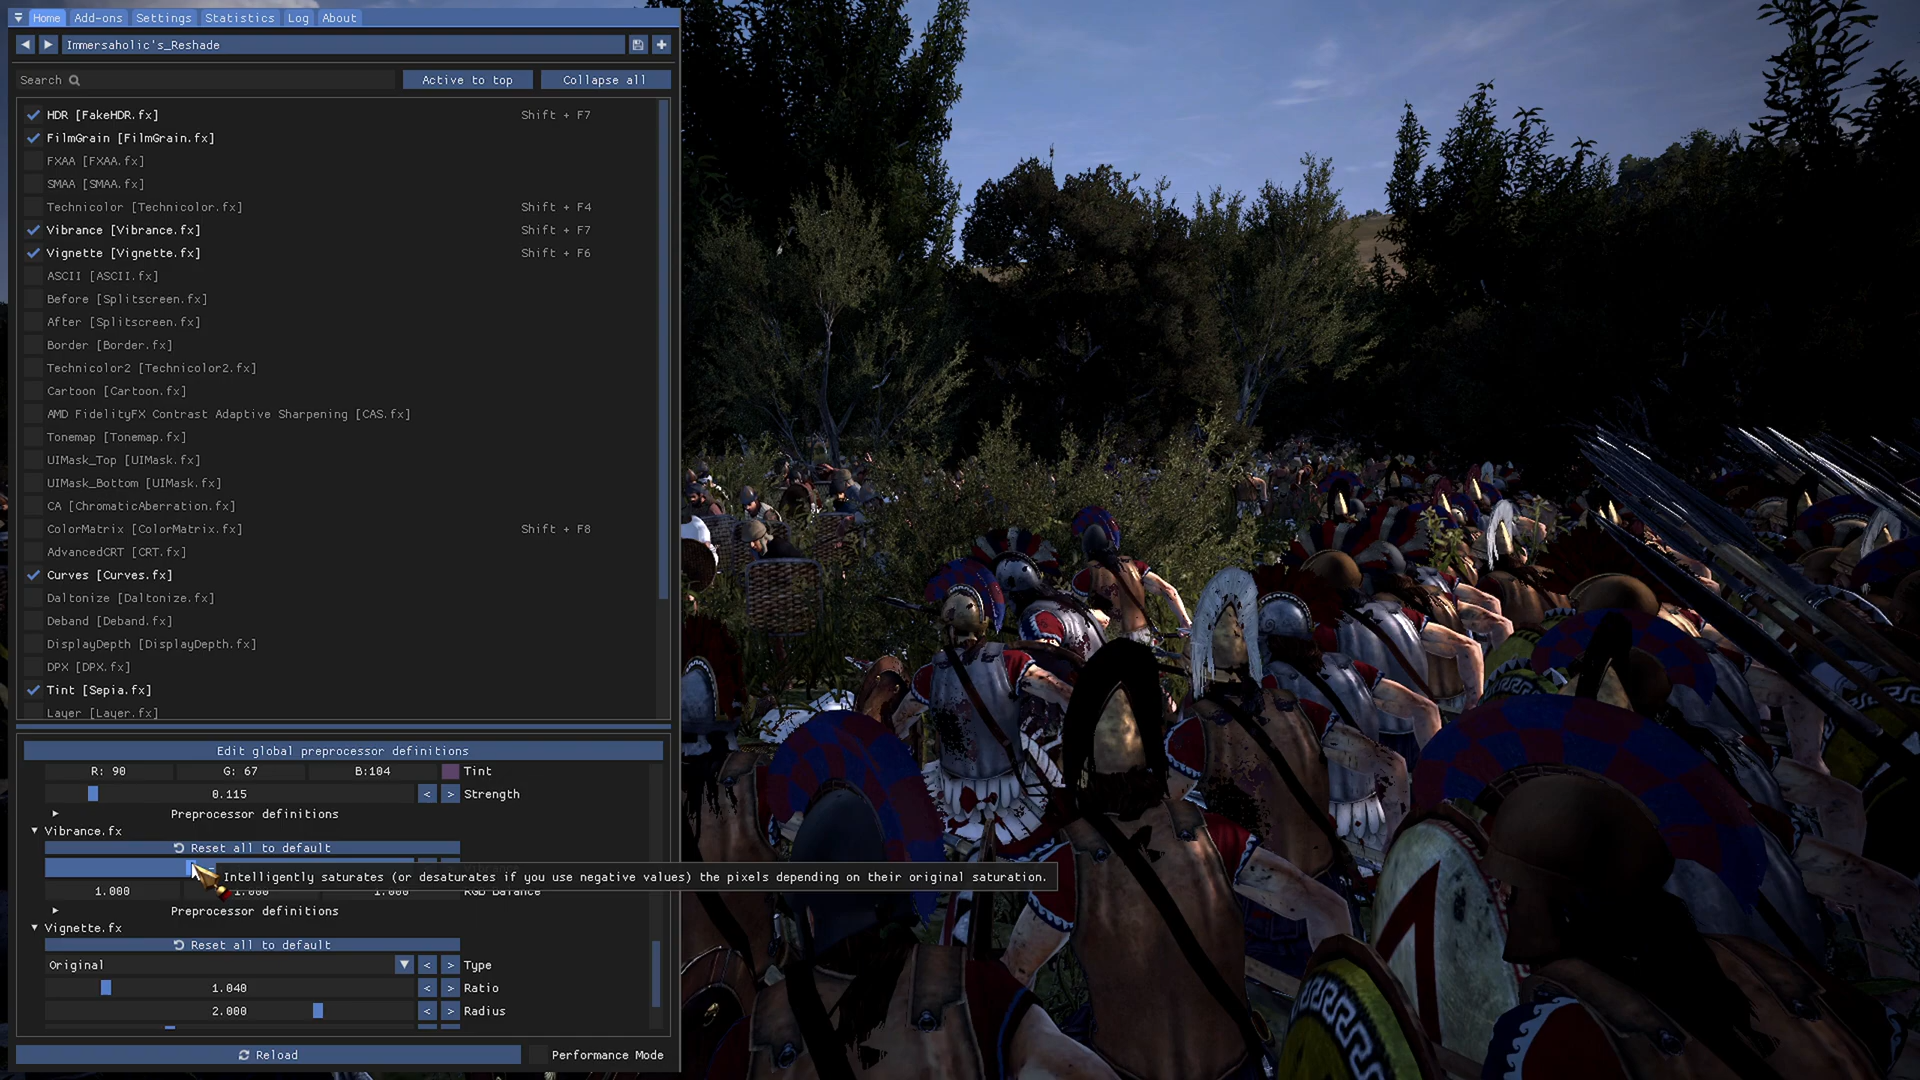 Home Add-ons Settings Statistics Log About
Immersaholic's_Reshade
Search Active to top Collapse all
HDR [FakeHDR.fx] Shift + F7
FilmGrain [FilmGrain.fx]
FXAA [FXAA.fx]
SMAA [SMAA.fx]
Technicolor [Technicolor.fx] Shift + F4
Vibrance [Vibrance.fx] Shift + F7
Vignette [Vignette.fx] Shift + F6
ASCII [ASCII.fx]
Before [Splitscreen.fx]
After [Splitscreen.fx]
Border [Border.fx]
Technicolor2 [Technicolor2.fx]
Cartoon [Cartoon.fx]
AMD FidelityFX Contrast Adaptive Sharpening [CAS.fx]
Tonemap [Tonemap.fx]
UIMask_Top [UIMask.fx]
UIMask_Bottom [UIMask.fx]
CA [ChromaticAberration.fx]
ColorMatrix [ColorMatrix.fx] Shift + F8
AdvancedCRT [CRT.fx]
Curves [Curves.fx]
Daltonize [Daltonize.fx]
Deband [Deband.fx]
DisplayDepth [DisplayDepth.fx]
DPX [DPX.fx]
Tint [Sepia.fx]
Layer [Layer.fx]
Edit global preprocessor definitions
R: 90 G: 67 B:104 Tint
0.115 < > Strength
Preprocessor definitions
Vibrance.fx
Reset all to default
Intelligently saturates (or desaturates if you use negative values) the pixels depending on their original saturation.
1.000 1.000 1.000 RGB Balance
Preprocessor definitions
Vignette.fx
Reset all to default
Original < > Type
1.040 < > Ratio
2.000 < > Radius
Reload Performance Mode